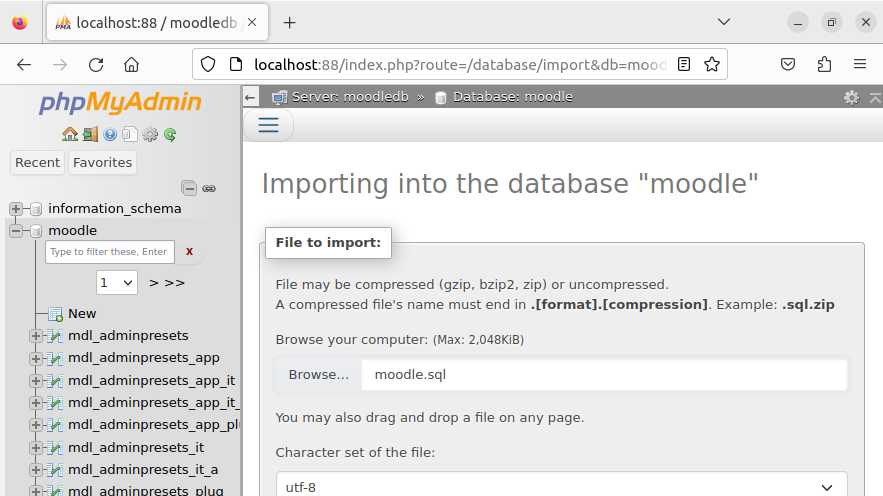 localhost:88 / moodledb
localhost:88/index.php?route=/database/import&db=mood
phpMyAdmin
Recent
Favorites
information_schema
moodle
Type to filter these, Enter
X
1
> >>
New
mdl_adminpresets
mdl_adminpresets_app
mdl_adminpresets_app_it
mdl_adminpresets_app_it_
mdl_adminpresets_app_plu
mdl_adminpresets_it
mdl_adminpresets_it_a
mdl_adminpresets_plug
Server: moodledb » Database: moodle
Importing into the database "moodle"
File to import:
File may be compressed (gzip, bzip2, zip) or uncompressed.
A compressed file's name must end in .[format].[compression]. Example: .sql.zip
Browse your computer: (Max: 2,048KiB)
Browse... moodle.sql
You may also drag and drop a file on any page.
Character set of the file:
utf-8